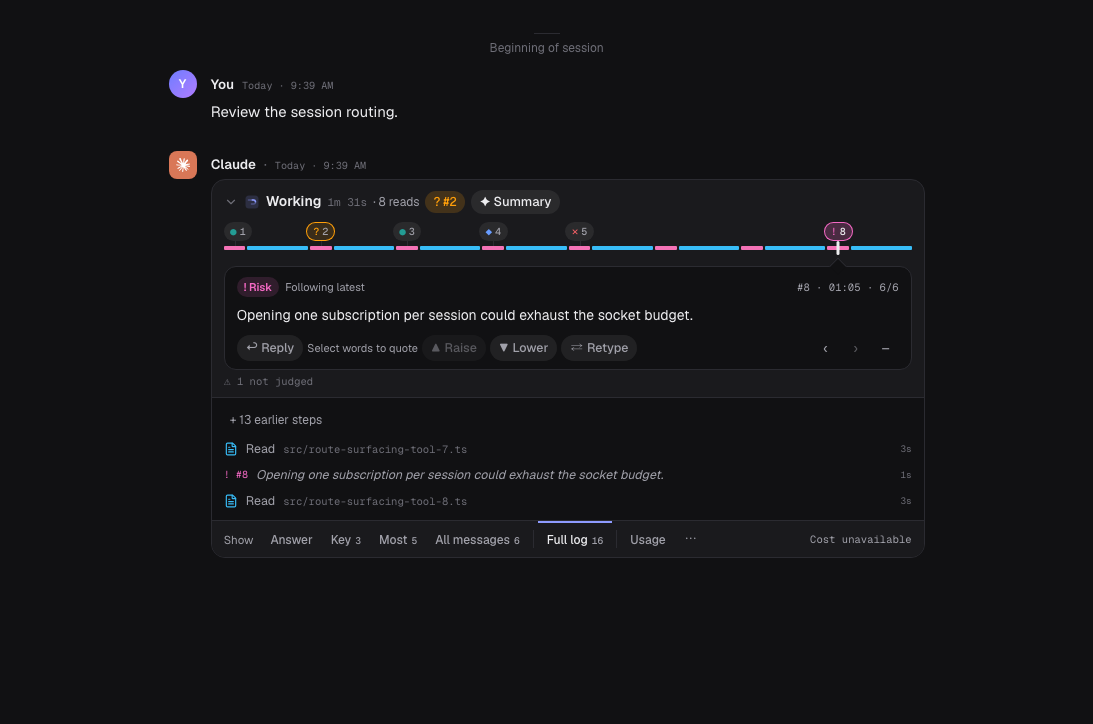 Beginning of session
Y You Today · 9:39 AM
Review the session routing.
Claude · Today · 9:39 AM
Working 1m 31s · 8 reads ? #2 ✦ Summary
● 1 ? 2 ● 3 ◆ 4 × 5 ! 8
! Risk Following latest #8 · 01:05 · 6/6
Opening one subscription per session could exhaust the socket budget.
↩ Reply Select words to quote ▲ Raise ▼ Lower ⇄ Retype ‹ › –
⚠ 1 not judged
+ 13 earlier steps
Read src/route-surfacing-tool-7.ts 3s
! #8 Opening one subscription per session could exhaust the socket budget. 1s
Read src/route-surfacing-tool-8.ts 3s
Show Answer Key 3 Most 5 All messages 6 Full log 16 Usage ··· Cost unavailable